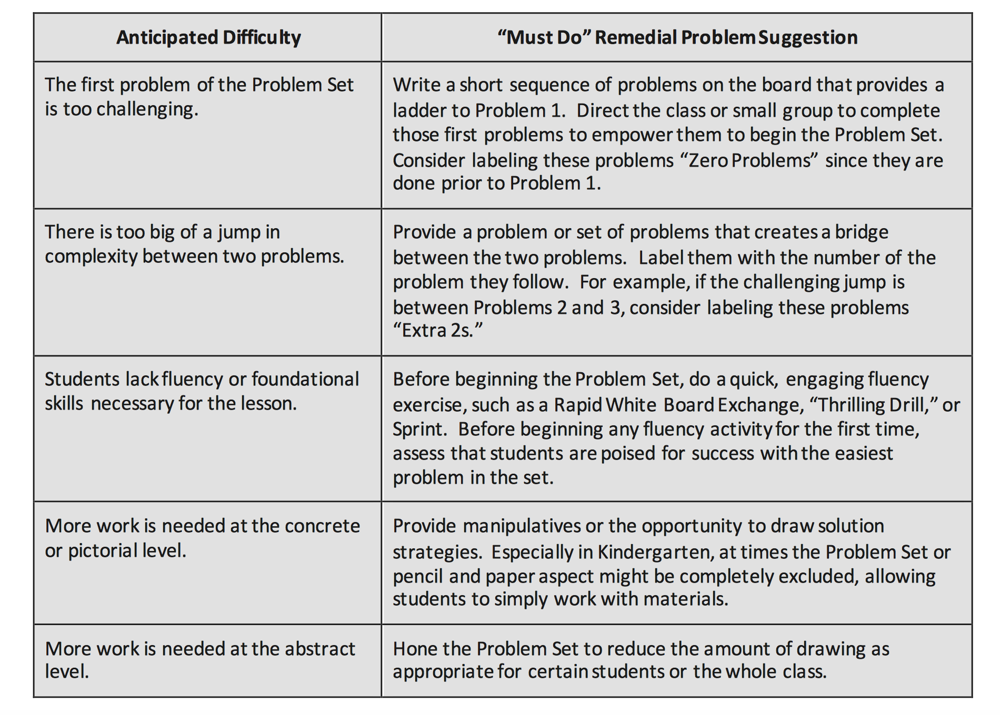 Anticipated Difficulty
“Must Do” Remedial Problem Suggestion
The first problem of the Problem Set
is too challenging.
Write a short sequence of problems on the board that provides a
ladder to Problem 1.  Direct the class or small group to complete
those first problems to empower them to begin the Problem Set.
Consider labeling these problems “Zero Problems” since they are
done prior to Problem 1.
There is too big of a jump in
complexity between two problems.
Provide a problem or set of problems that creates a bridge
between the two problems.  Label them with the number of the
problem they follow.  For example, if the challenging jump is
between Problems 2 and 3, consider labeling these problems
“Extra 2s.”
Students lack fluency or foundational
skills necessary for the lesson.
Before beginning the Problem Set, do a quick, engaging fluency
exercise, such as a Rapid White Board Exchange, “Thrilling Drill,” or
Sprint.  Before beginning any fluency activity for the first time,
assess that students are poised for success with the easiest
problem in the set.
More work is needed at the concrete
or pictorial level.
Provide manipulatives or the opportunity to draw solution
strategies.  Especially in Kindergarten, at times the Problem Set or
pencil and paper aspect might be completely excluded, allowing
students to simply work with materials.
More work is needed at the abstract
level.
Hone the Problem Set to reduce the amount of drawing as
appropriate for certain students or the whole class.